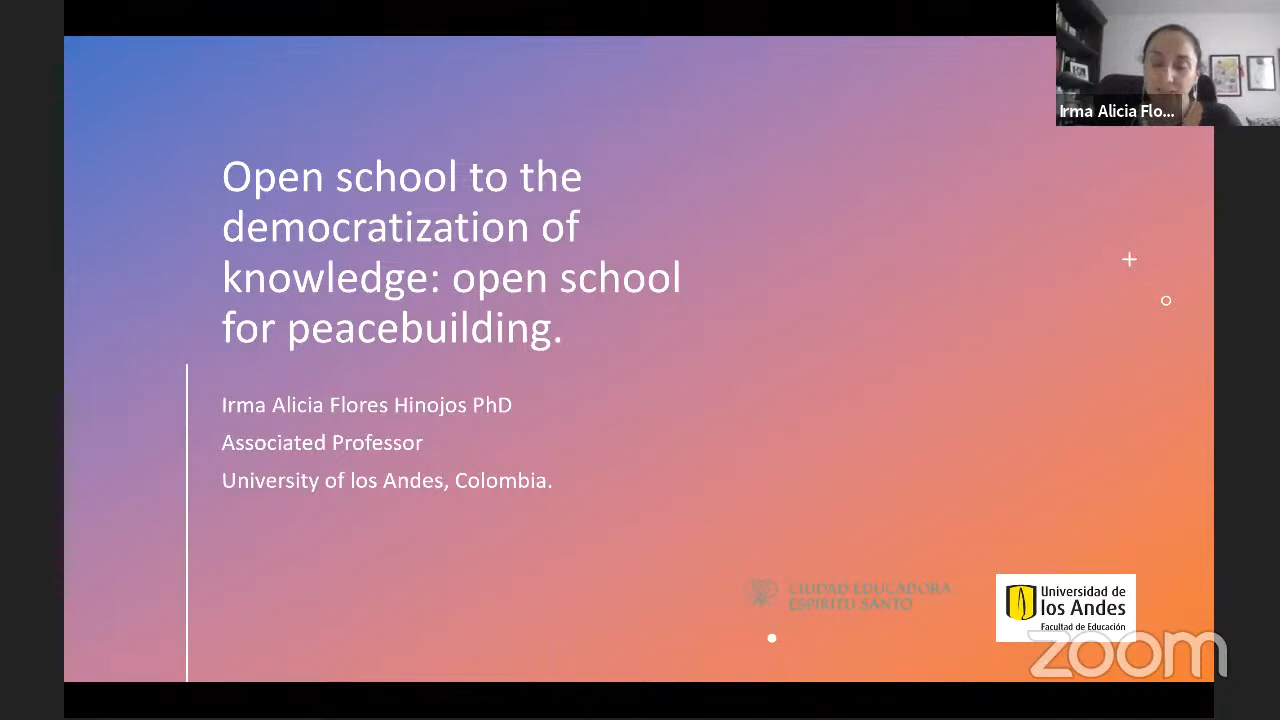 Irma Alicia Flo...
Open school to the
democratization of
knowledge: open school
for peacebuilding.
Irma Alicia Flores Hinojos PhD
Associated Professor
University of los Andes, Colombia.
CIUDAD EDUCADORA
ESPÍRITU SANTO
Universidad de
los Andes
Facultad de Educación
zoom